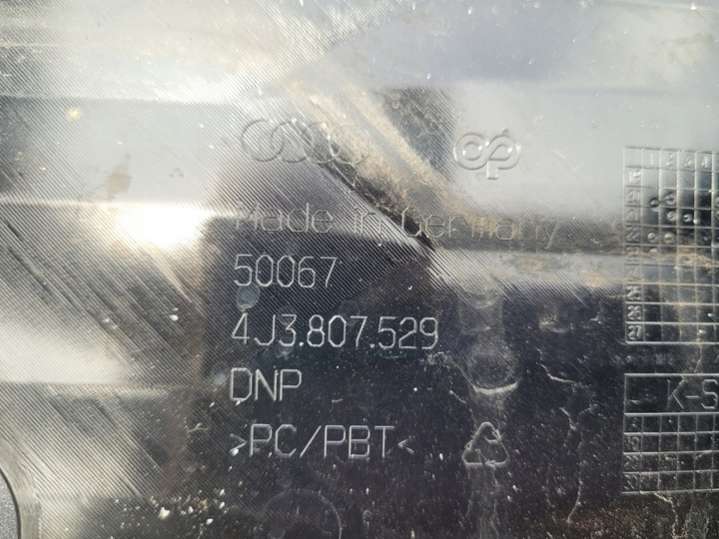 Made in Germany
50067
4J3.807.529
DNP
>PC/PBT<
K-S